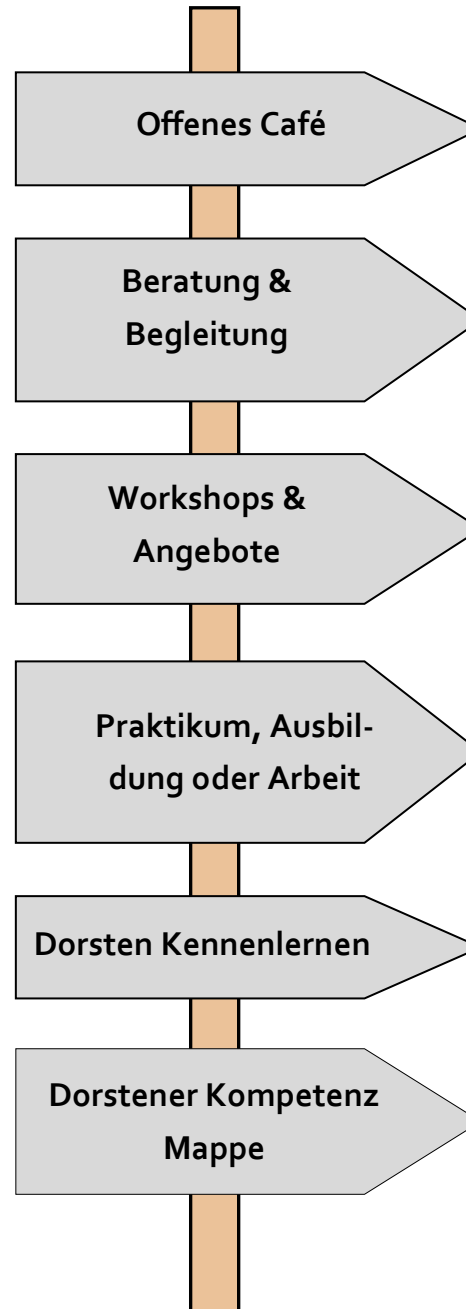 Offenes Café
Beratung &
Begleitung
Workshops &
Angebote
Praktikum, Ausbil-
dung oder Arbeit
Dorsten Kennenlernen
Dorstener Kompetenz
Mappe